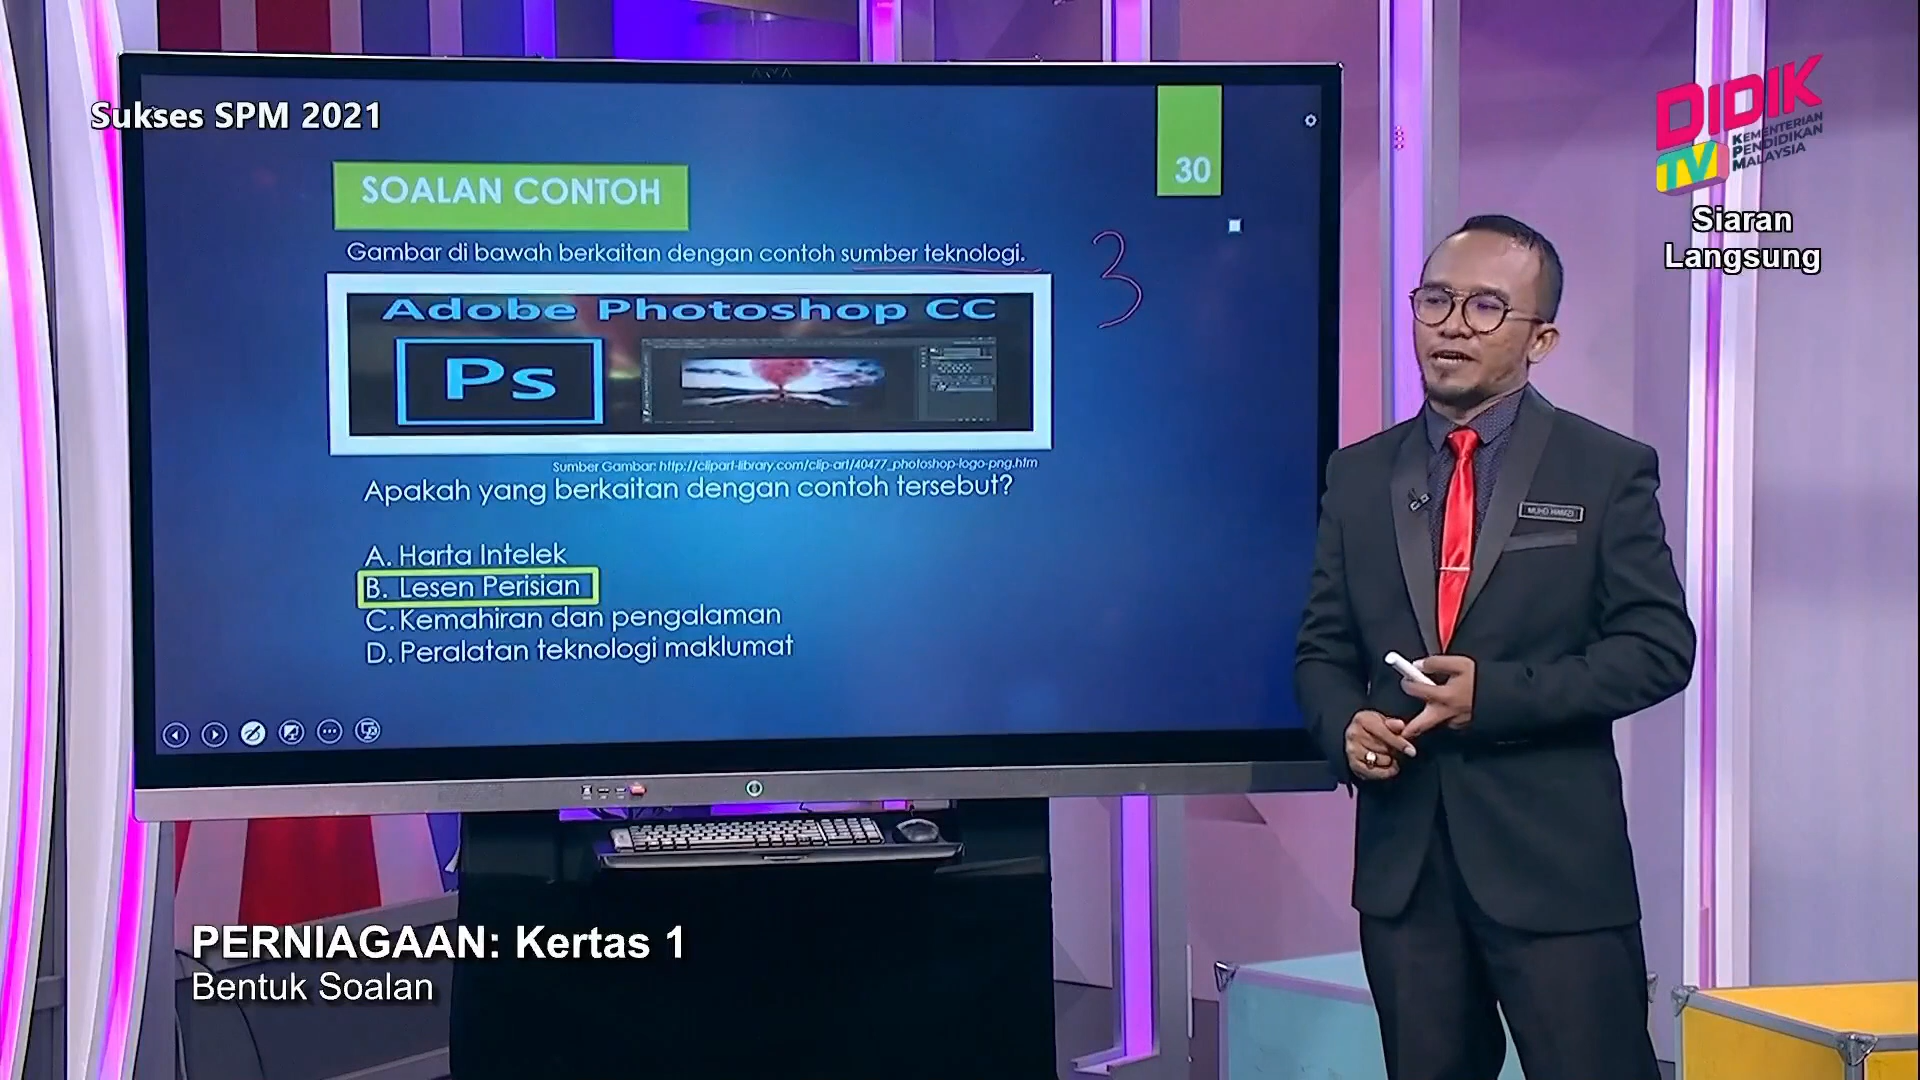 Sukses SPM 2021
DIDIK
TV
KEMENTERIAN
PENDIDIKAN
MALAYSIA
Siaran
Langsung
30
SOALAN CONTOH
Gambar di bawah berkaitan dengan contoh sumber teknologi.
3
Adobe Photoshop CC
Ps
Sumber Gambar: http://clipart-library.com/clip-art/40477_photoshop-logo-png.htm
Apakah yang berkaitan dengan contoh tersebut?
A. Harta Intelek
B. Lesen Perisian
C. Kemahiran dan pengalaman
D. Peralatan teknologi maklumat
PERNIAGAAN: Kertas 1
Bentuk Soalan